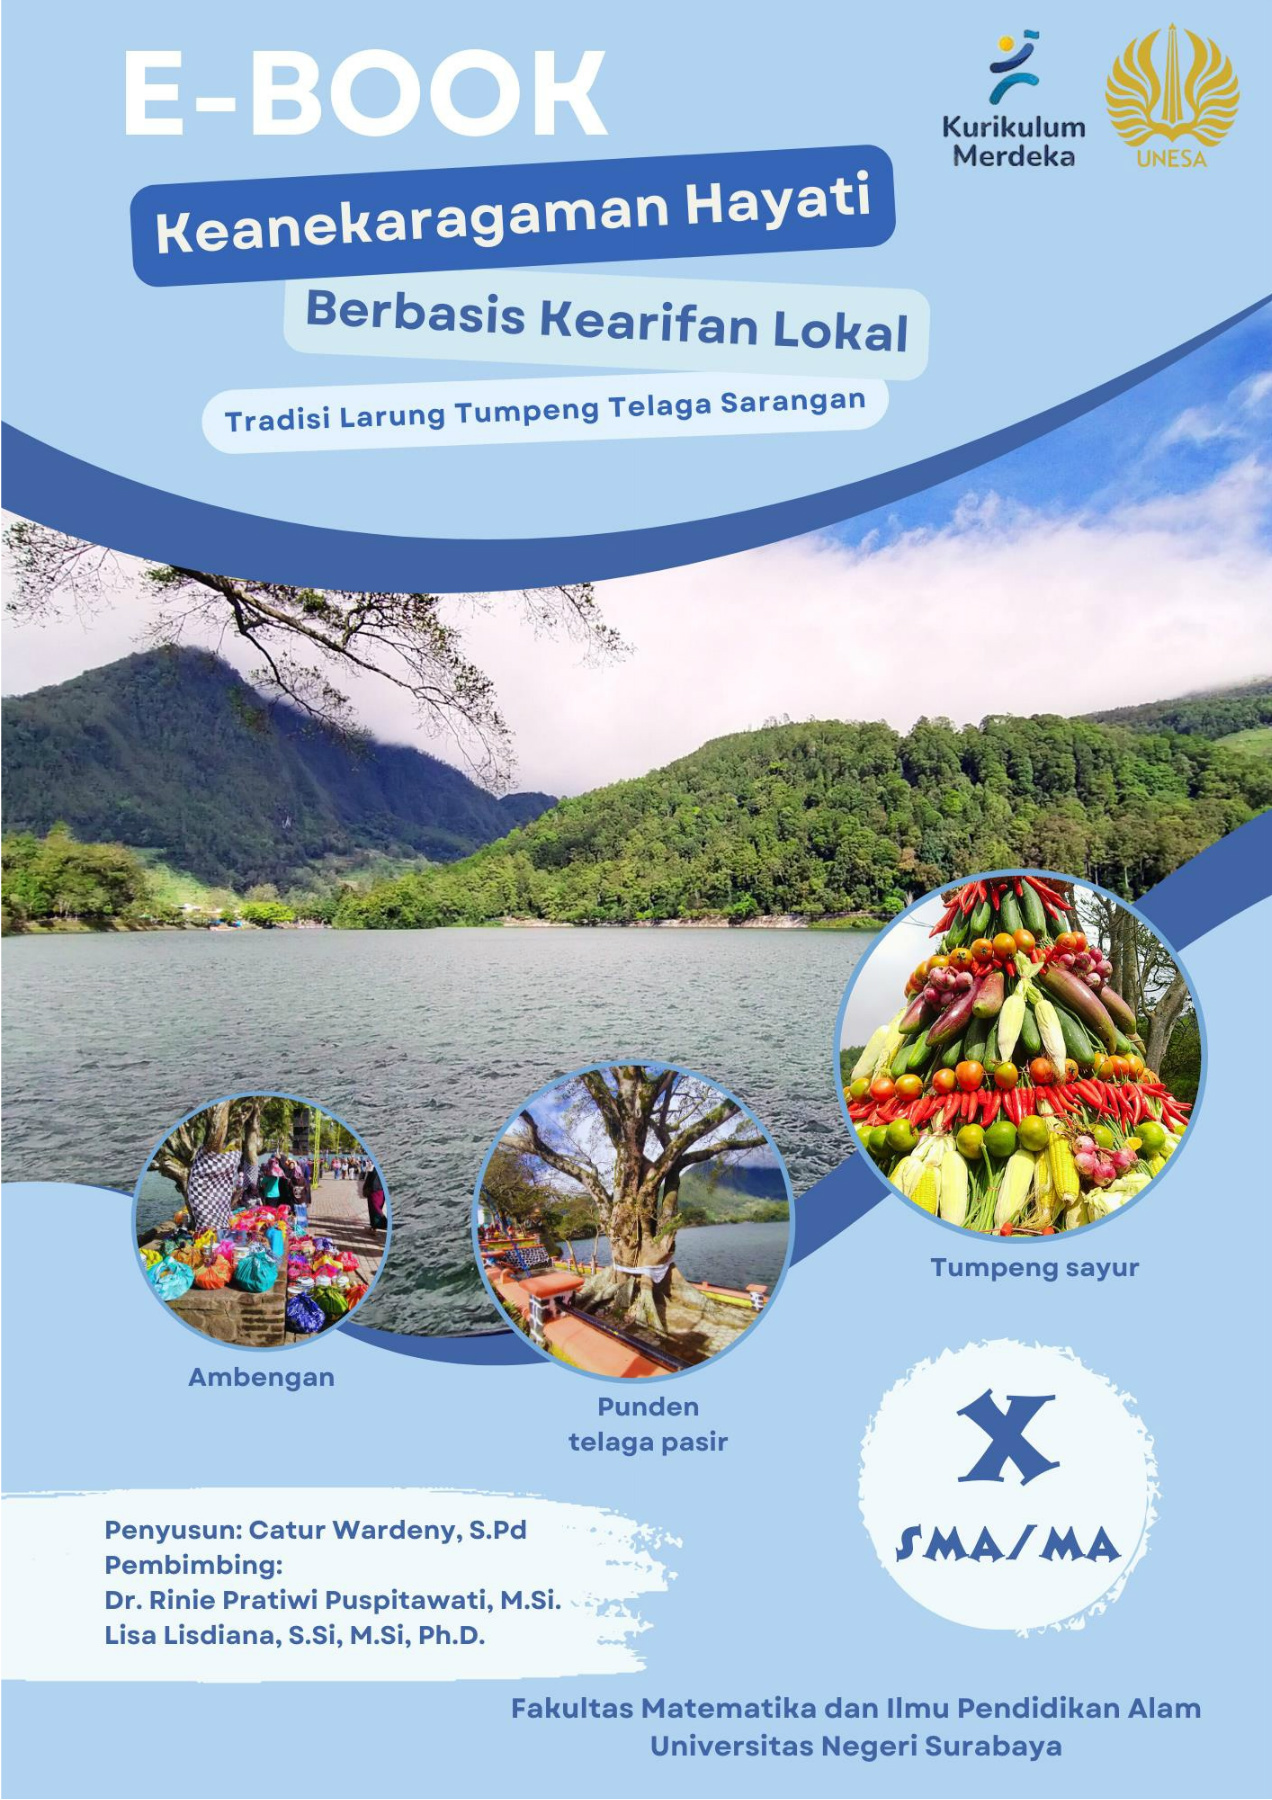 E-BOOK
Kurikulum
Merdeka
UNESA
Keanekaragaman Hayati
Berbasis Kearifan Lokal
Tradisi Larung Tumpeng Telaga Sarangan
Tumpeng sayur
Ambengan
Punden
telaga pasir
X
SMA/MA
Penyusun: Catur Wardeny, S.Pd
Pembimbing:
Dr. Rinie Pratiwi Puspitawati, M.Si.
Lisa Lisdiana, S.Si, M.Si, Ph.D.
Fakultas Matematika dan Ilmu Pendidikan Alam
Universitas Negeri Surabaya